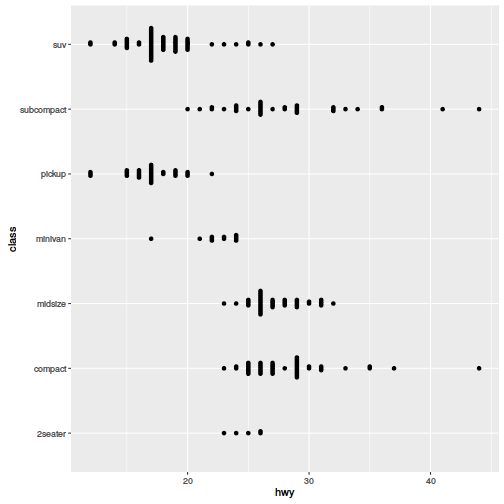 suv
subcompact
pickup
minivan
midsize
compact
2seater
class
20 30 40
hwy